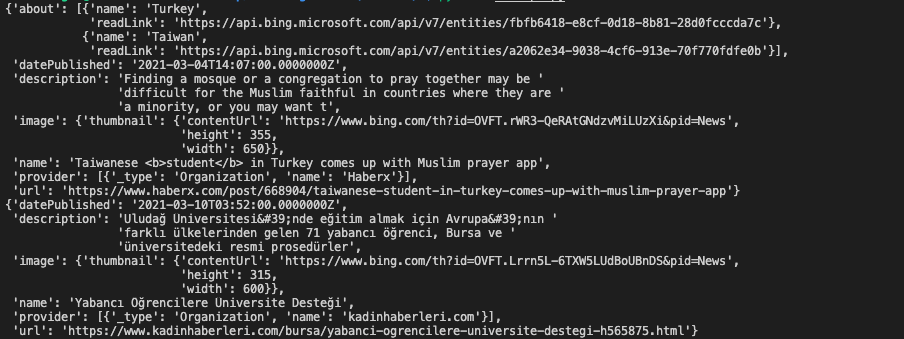 {'about': [{'name': 'Turkey',
'readLink': 'https://api.bing.microsoft.com/api/v7/entities/fbfb6418-e8cf-0d18-8b81-28d0fcccda7c'},
{'name': 'Taiwan',
'readLink': 'https://api.bing.microsoft.com/api/v7/entities/a2062e34-9038-4cf6-913e-70f770fdfe0b'}],
'datePublished': '2021-03-04T14:07:00.0000000Z',
'description': 'Finding a mosque or a congregation to pray together may be '
'difficult for the Muslim faithful in countries where they are '
'a minority, or you may want t',
'image': {'thumbnail': {'contentUrl': 'https://www.bing.com/th?id=OVFT.rWR3-QeRAtGNdzvMiLUzXi&pid=News',
'height': 355,
'width': 650}},
'name': 'Taiwanese <b>student</b> in Turkey comes up with Muslim prayer app',
'provider': [{'_type': 'Organization', 'name': 'Haberx'}],
'url': 'https://www.haberx.com/post/668904/taiwanese-student-in-turkey-comes-up-with-muslim-prayer-app'}
{'datePublished': '2021-03-10T03:52:00.0000000Z',
'description': 'Uludağ Üniversitesi&#39;nde eğitim almak için Avrupa&#39;nın '
'farklı ülkelerinden gelen 71 yabancı öğrenci, Bursa ve '
'üniversitedeki resmi prosedürler',
'image': {'thumbnail': {'contentUrl': 'https://www.bing.com/th?id=OVFT.Lrrn5L-6TXW5LUdBoUBnDS&pid=News',
'height': 315,
'width': 600}},
'name': 'Yabancı Öğrencilere Üniversite Desteği',
'provider': [{'_type': 'Organization', 'name': 'kadinhaberleri.com'}],
'url': 'https://www.kadinhaberleri.com/bursa/yabanci-ogrencilere-universite-destegi-h565875.html'}